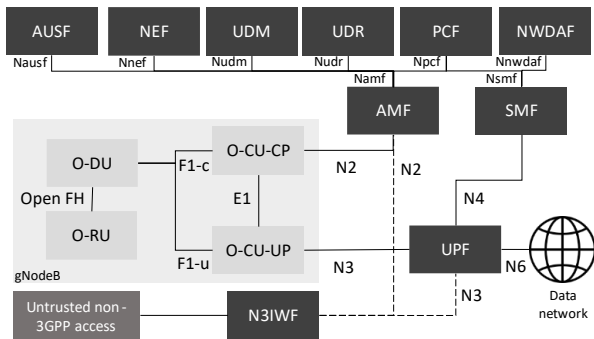 AUSF
NEF
UDM
UDR
PCF
NWDAF
Nausf
Nnef
Nudm
Nudr
Npcf
Nnwdaf
Namf
Nsmf
AMF
SMF
O-DU
F1-c
O-CU-CP
N2
N2
Open FH
E1
N4
O-RU
F1-u
O-CU-UP
N3
UPF
N6
gNodeB
N3
Data
network
Untrusted non-
3GPP access
N3IWF